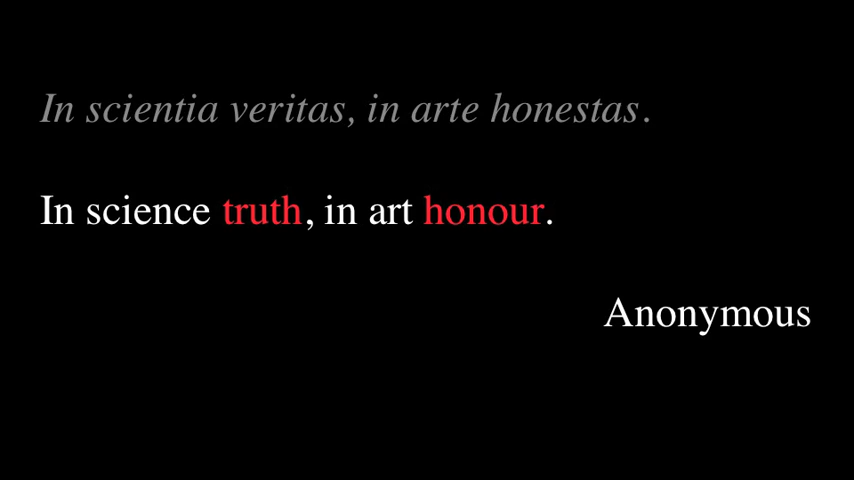 In scientia veritas, in arte honestas.
In science truth, in art honour.
Anonymous